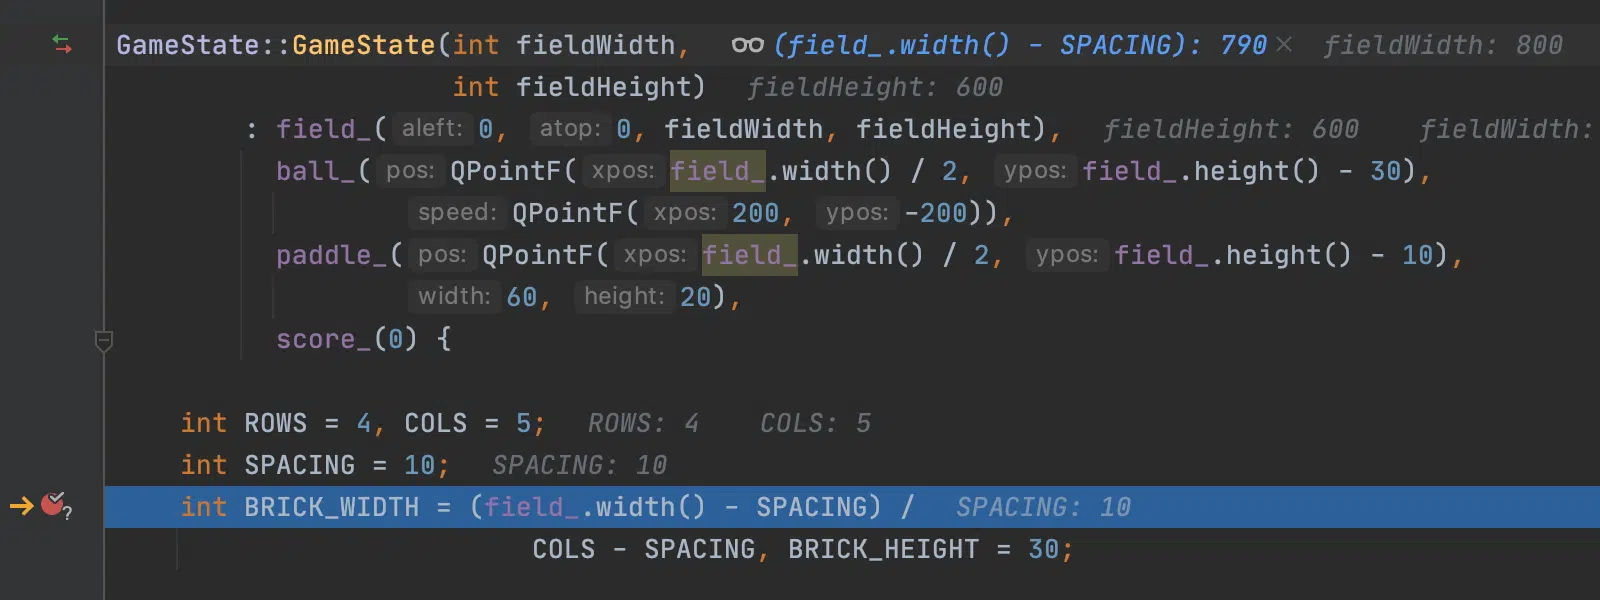 GameState::GameState(int fieldWidth, (field_.width() - SPACING): 790 × fieldWidth: 800
int fieldHeight) fieldHeight: 600
: field_( aleft: 0, atop: 0, fieldWidth, fieldHeight), fieldHeight: 600 fieldWidth:
ball_( pos: QPointF( xpos: field_.width() / 2, ypos: field_.height() - 30),
speed: QPointF( xpos: 200, ypos: -200)),
paddle_( pos: QPointF( xpos: field_.width() / 2, ypos: field_.height() - 10),
width: 60, height: 20),
score_(0) {
int ROWS = 4, COLS = 5; ROWS: 4 COLS: 5
int SPACING = 10; SPACING: 10
? int BRICK_WIDTH = (field_.width() - SPACING) / SPACING: 10
COLS - SPACING, BRICK_HEIGHT = 30;